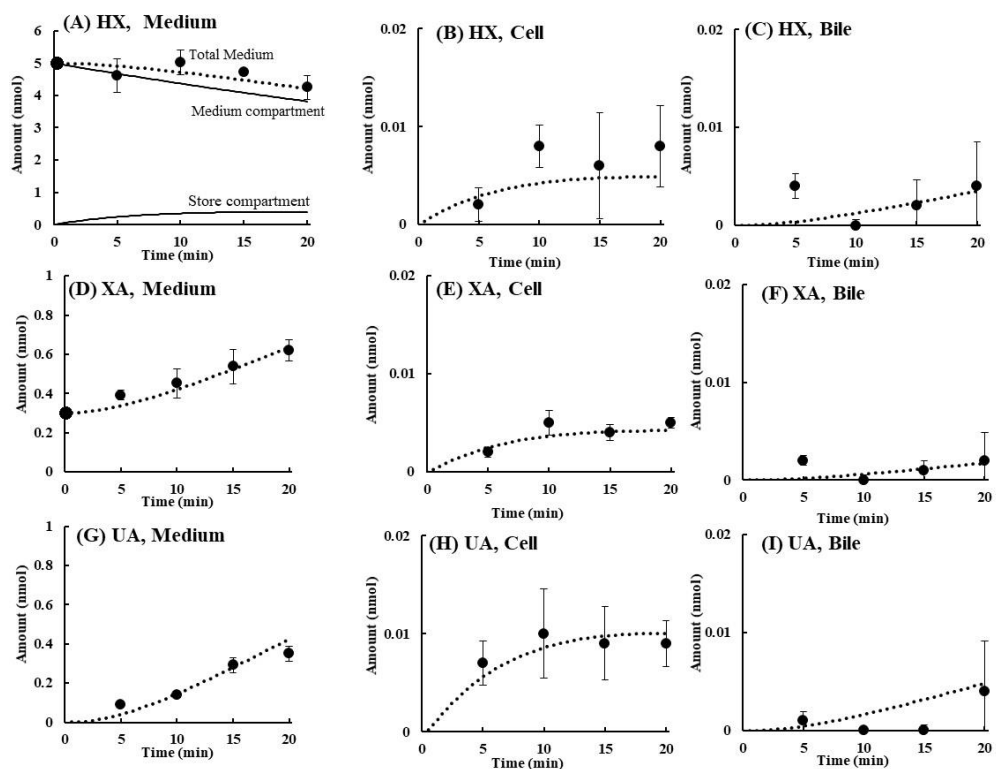 (A) HX, Medium
Amount (nmol)
6
5
4
3
2
1
0
Total Medium
Medium compartment
Store compartment
0 5 10 15 20
Time (min)
(B) HX, Cell
Amount (nmol)
0.02
0.01
0
0 5 10 15 20
Time (min)
(C) HX, Bile
Amount (nmol)
0.02
0.01
0
0 5 10 15 20
Time (min)
(D) XA, Medium
Amount (nmol)
1
0.8
0.6
0.4
0.2
0
0 5 10 15 20
Time (min)
(E) XA, Cell
Amount (nmol)
0.02
0.01
0
0 5 10 15 20
Time (min)
(F) XA, Bile
Amount (nmol)
0.02
0.01
0
0 5 10 15 20
Time (min)
(G) UA, Medium
Amount (nmol)
1
0.8
0.6
0.4
0.2
0
0 5 10 15 20
Time (min)
(H) UA, Cell
Amount (nmol)
0.02
0.01
0
0 5 10 15 20
Time (min)
(I) UA, Bile
Amount (nmol)
0.02
0.01
0
0 5 10 15 20
Time (min)